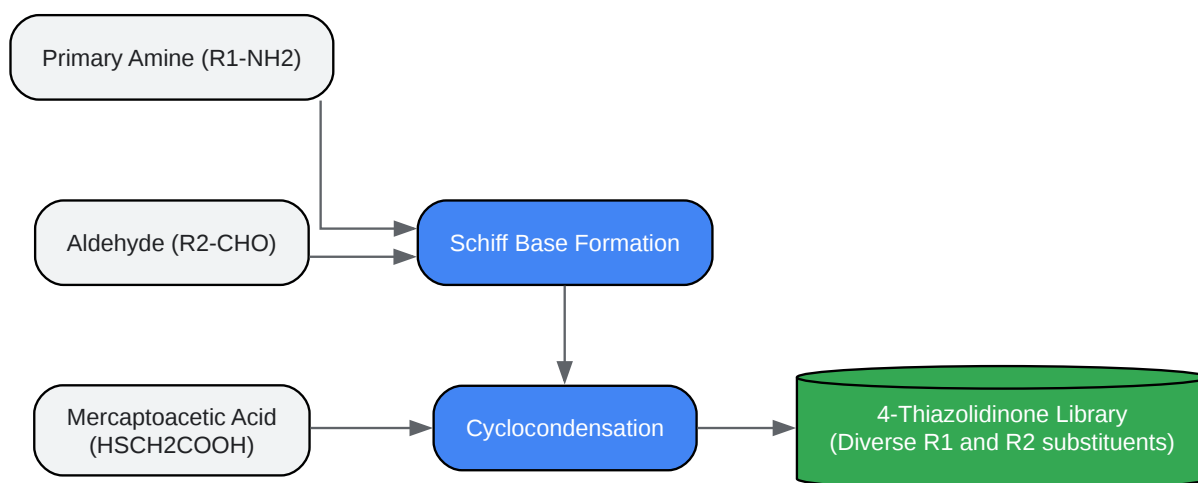 Primary Amine (R1-NH2)
Aldehyde (R2-CHO)
Schiff Base Formation
Mercaptoacetic Acid
(HSCH2COOH)
Cyclocondensation
4-Thiazolidinone Library
(Diverse R1 and R2 substituents)